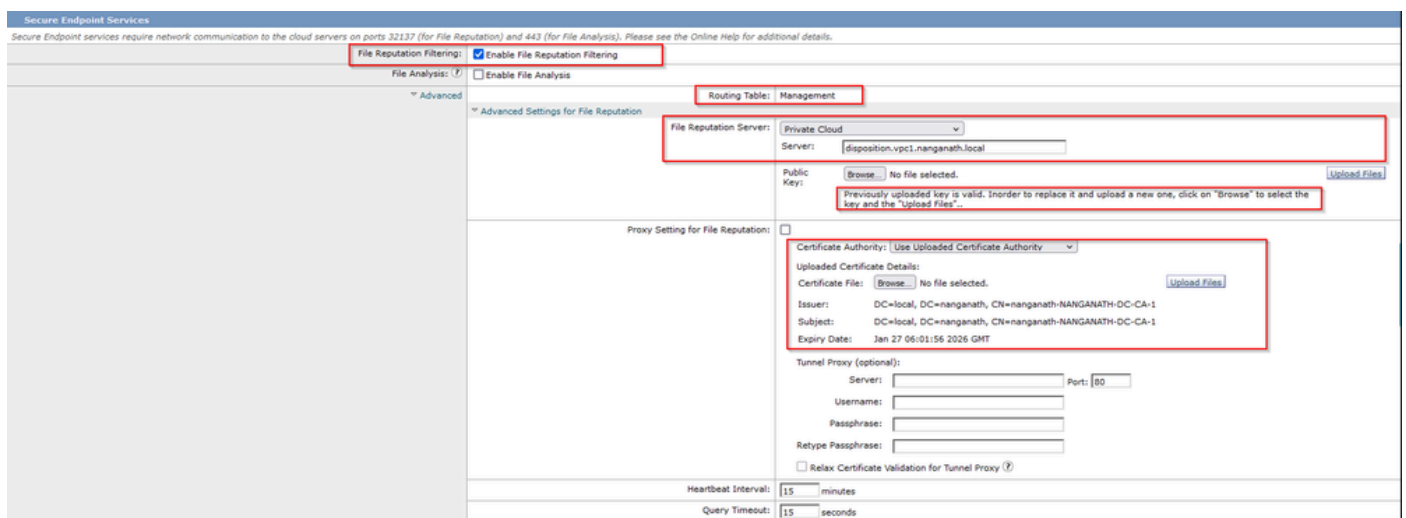 Secure Endpoint Services
Secure Endpoint services require network communication to the cloud servers on ports 32137 (for File Reputation) and 443 (for File Analysis). Please see the Online Help for additional details.
File Reputation Filtering: Enable File Reputation Filtering
File Analysis: ? Enable File Analysis
Advanced Routing Table: Management
Advanced Settings for File Reputation
File Reputation Server: Private Cloud
Server: disposition.vpc1.nanganath.local
Public Key: Browse... No file selected. Upload Files
Previously uploaded key is valid. Inorder to replace it and upload a new one, click on "Browse" to select the
key and the "Upload Files"..
Proxy Setting for File Reputation:
Certificate Authority: Use Uploaded Certificate Authority
Uploaded Certificate Details:
Certificate File: Browse... No file selected. Upload Files
Issuer: DC=local, DC=nanganath, CN=nanganath-NANGANATH-DC-CA-1
Subject: DC=local, DC=nanganath, CN=nanganath-NANGANATH-DC-CA-1
Expiry Date: Jan 27 06:01:56 2026 GMT
Tunnel Proxy (optional):
Server: Port: 80
Username:
Passphrase:
Retype Passphrase:
Relax Certificate Validation for Tunnel Proxy ?
Heartbeat Interval: 15 minutes
Query Timeout: 15 seconds